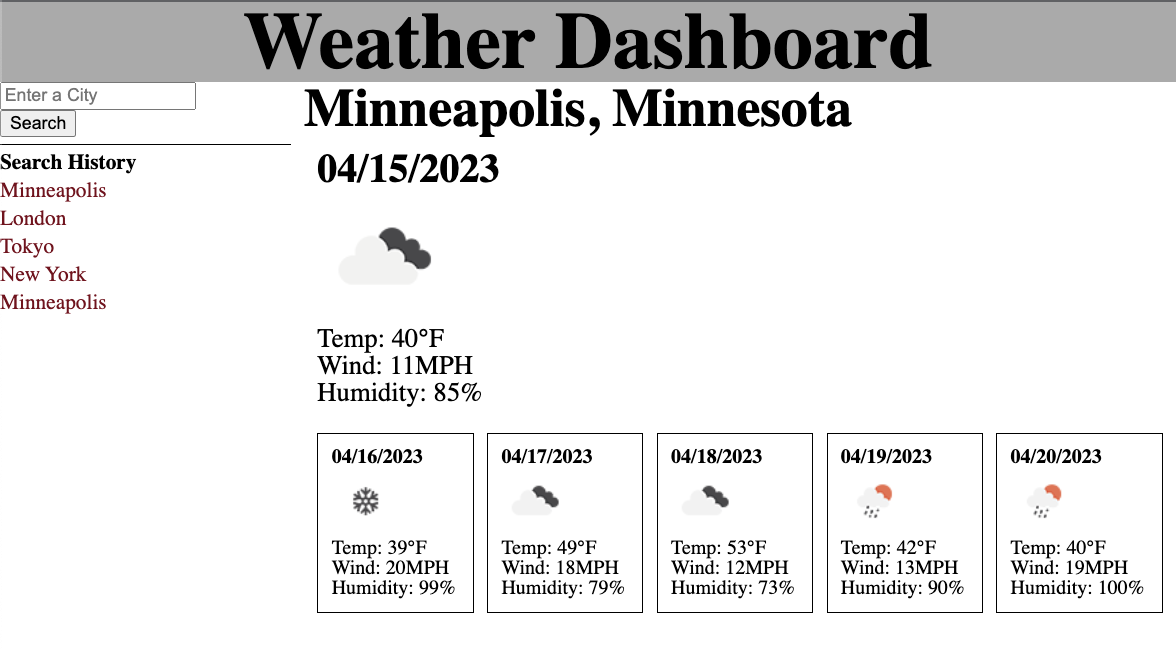 Weather Dashboard
Enter a City
Search
Search History
Minneapolis
London
Tokyo
New York
Minneapolis
Minneapolis, Minnesota
04/15/2023
Temp: 40°F
Wind: 11MPH
Humidity: 85%
04/16/2023
Temp: 39°F
Wind: 20MPH
Humidity: 99%
04/17/2023
Temp: 49°F
Wind: 18MPH
Humidity: 79%
04/18/2023
Temp: 53°F
Wind: 12MPH
Humidity: 73%
04/19/2023
Temp: 42°F
Wind: 13MPH
Humidity: 90%
04/20/2023
Temp: 40°F
Wind: 19MPH
Humidity: 100%